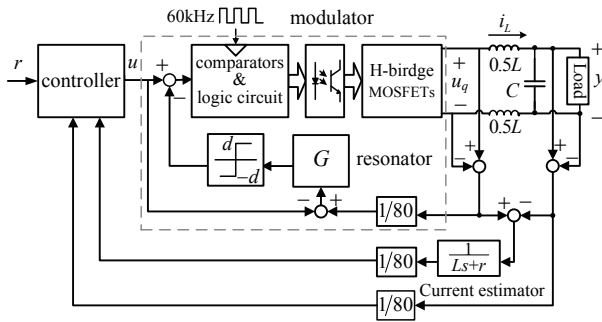 60kHz
modulator
i_L
r
controller
u
+
−
comparators
&
logic circuit
H-birdge
MOSFETs
+
u_q
−
0.5L
C
0.5L
Load
+
y
−
d
−d
G
resonator
+
−
+
−
−
+
1/80
+
−
1/80
1
Ls+r
Current estimator
1/80